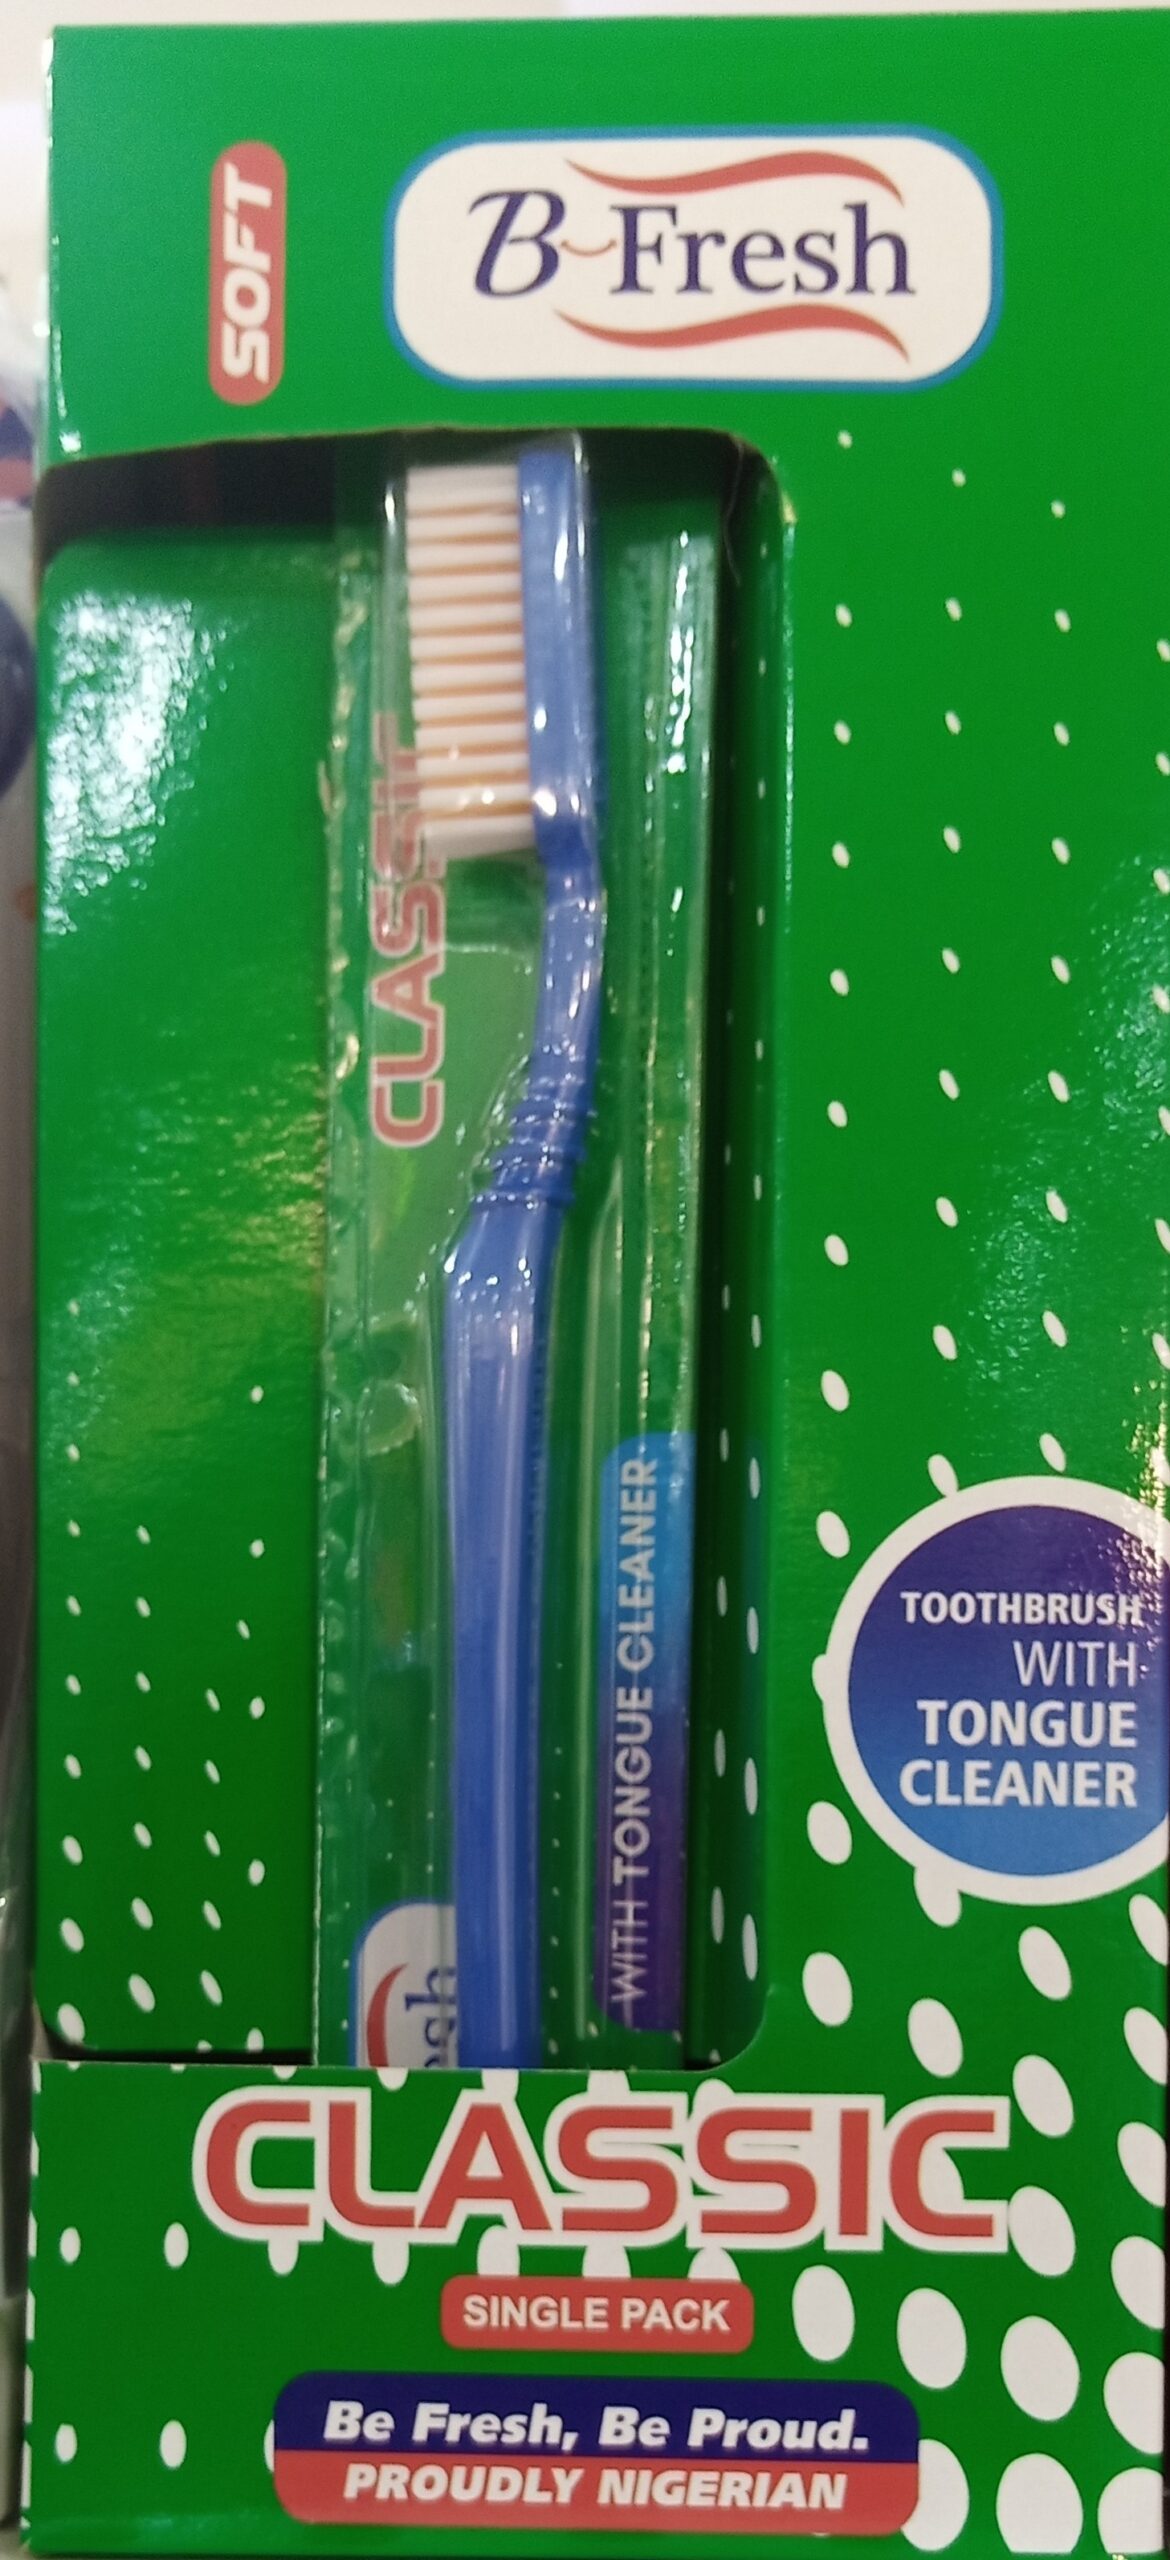 SOFT
B-Fresh
CLASSIC
WITH TONGUE CLEANER
TOOTHBRUSH
WITH
TONGUE
CLEANER
CLASSIC
SINGLE PACK
Be Fresh, Be Proud.
PROUDLY NIGERIAN